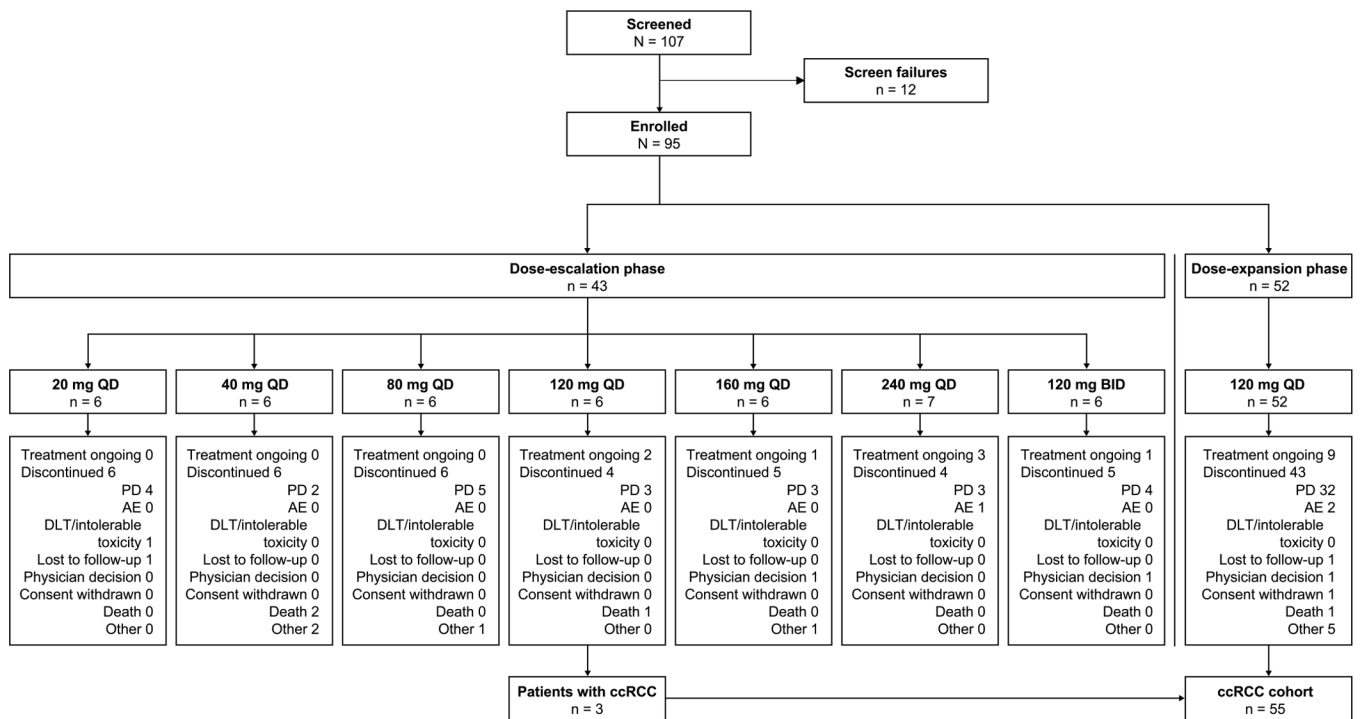 Screened
N = 107
Screen failures
n = 12
Enrolled
N = 95
Dose-escalation phase
n = 43
Dose-expansion phase
n = 52
20 mg QD
n = 6
40 mg QD
n = 6
80 mg QD
n = 6
120 mg QD
n = 6
160 mg QD
n = 6
240 mg QD
n = 7
120 mg BID
n = 6
120 mg QD
n = 52
Treatment ongoing 0
Discontinued 6
PD 4
AE 0
DLT/intolerable
toxicity 1
Lost to follow-up 1
Physician decision 0
Consent withdrawn 0
Death 0
Other 0
Treatment ongoing 0
Discontinued 6
PD 2
AE 0
DLT/intolerable
toxicity 0
Lost to follow-up 0
Physician decision 0
Consent withdrawn 0
Death 2
Other 2
Treatment ongoing 0
Discontinued 6
PD 5
AE 0
DLT/intolerable
toxicity 0
Lost to follow-up 0
Physician decision 0
Consent withdrawn 0
Death 0
Other 1
Treatment ongoing 2
Discontinued 4
PD 3
AE 0
DLT/intolerable
toxicity 0
Lost to follow-up 0
Physician decision 0
Consent withdrawn 0
Death 1
Other 0
Treatment ongoing 1
Discontinued 5
PD 3
AE 0
DLT/intolerable
toxicity 0
Lost to follow-up 0
Physician decision 1
Consent withdrawn 0
Death 0
Other 1
Treatment ongoing 3
Discontinued 4
PD 3
AE 1
DLT/intolerable
toxicity 0
Lost to follow-up 0
Physician decision 0
Consent withdrawn 0
Death 0
Other 0
Treatment ongoing 1
Discontinued 5
PD 4
AE 0
DLT/intolerable
toxicity 0
Lost to follow-up 0
Physician decision 1
Consent withdrawn 0
Death 0
Other 0
Treatment ongoing 9
Discontinued 43
PD 32
AE 2
DLT/intolerable
toxicity 0
Lost to follow-up 1
Physician decision 1
Consent withdrawn 1
Death 1
Other 5
Patients with ccRCC
n = 3
ccRCC cohort
n = 55